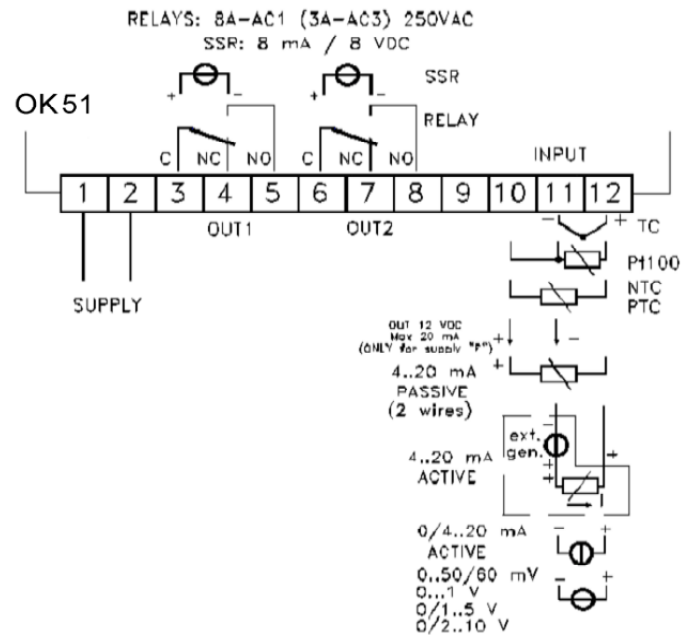 RELAYS: 8A-AC1 (3A-AC3) 250VAC
SSR: 8 mA / 8 VDC
+ - + - SSR
OK51
RELAY
C NC NO C NC NO INPUT
1 2 3 4 5 6 7 8 9 10 11 12
OUT1 OUT2 - + TC
Pt100
SUPPLY
NTC
PTC
OUT 12 VDC
Max 20 mA
(ONLY for supply "F")
+ -
4..20 mA +
PASSIVE
(2 wires)
-
ext.
gen.
+ +
4..20 mA +
ACTIVE
I
0/4..20 mA - +
ACTIVE
0..50/60 mV - +
0...1 V
0/1..5 V
0/2..10 V